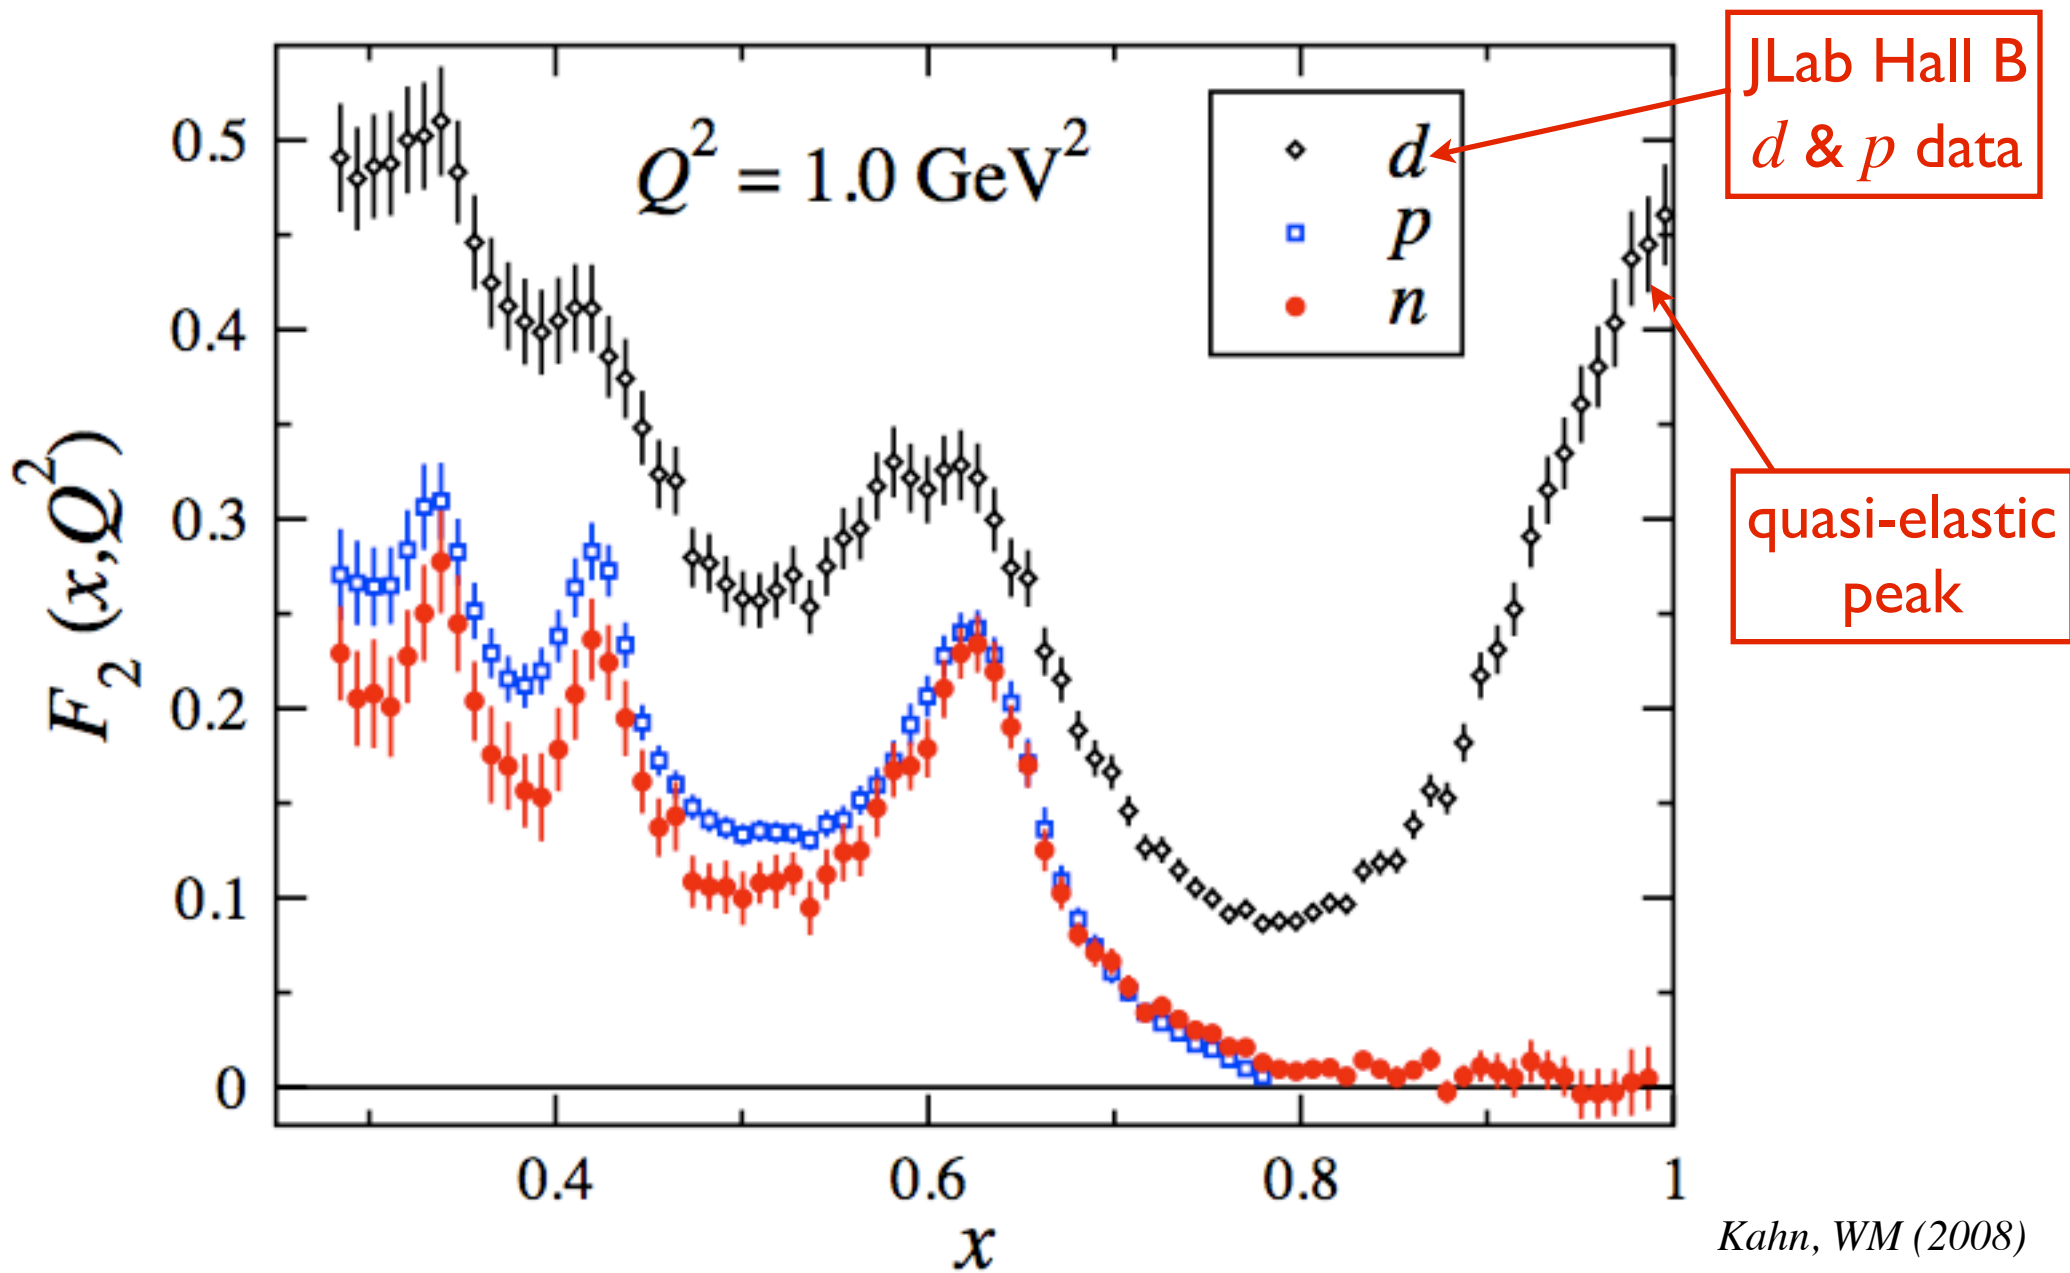 JLab Hall B
d & p data
0.5
0.4
0.3
0.2
0.1
0
F₂ (x,Q²)
Q² = 1.0 GeV²
d
p
n
quasi-elastic
peak
0.4 0.6 0.8 1
x
Kahn, WM (2008)